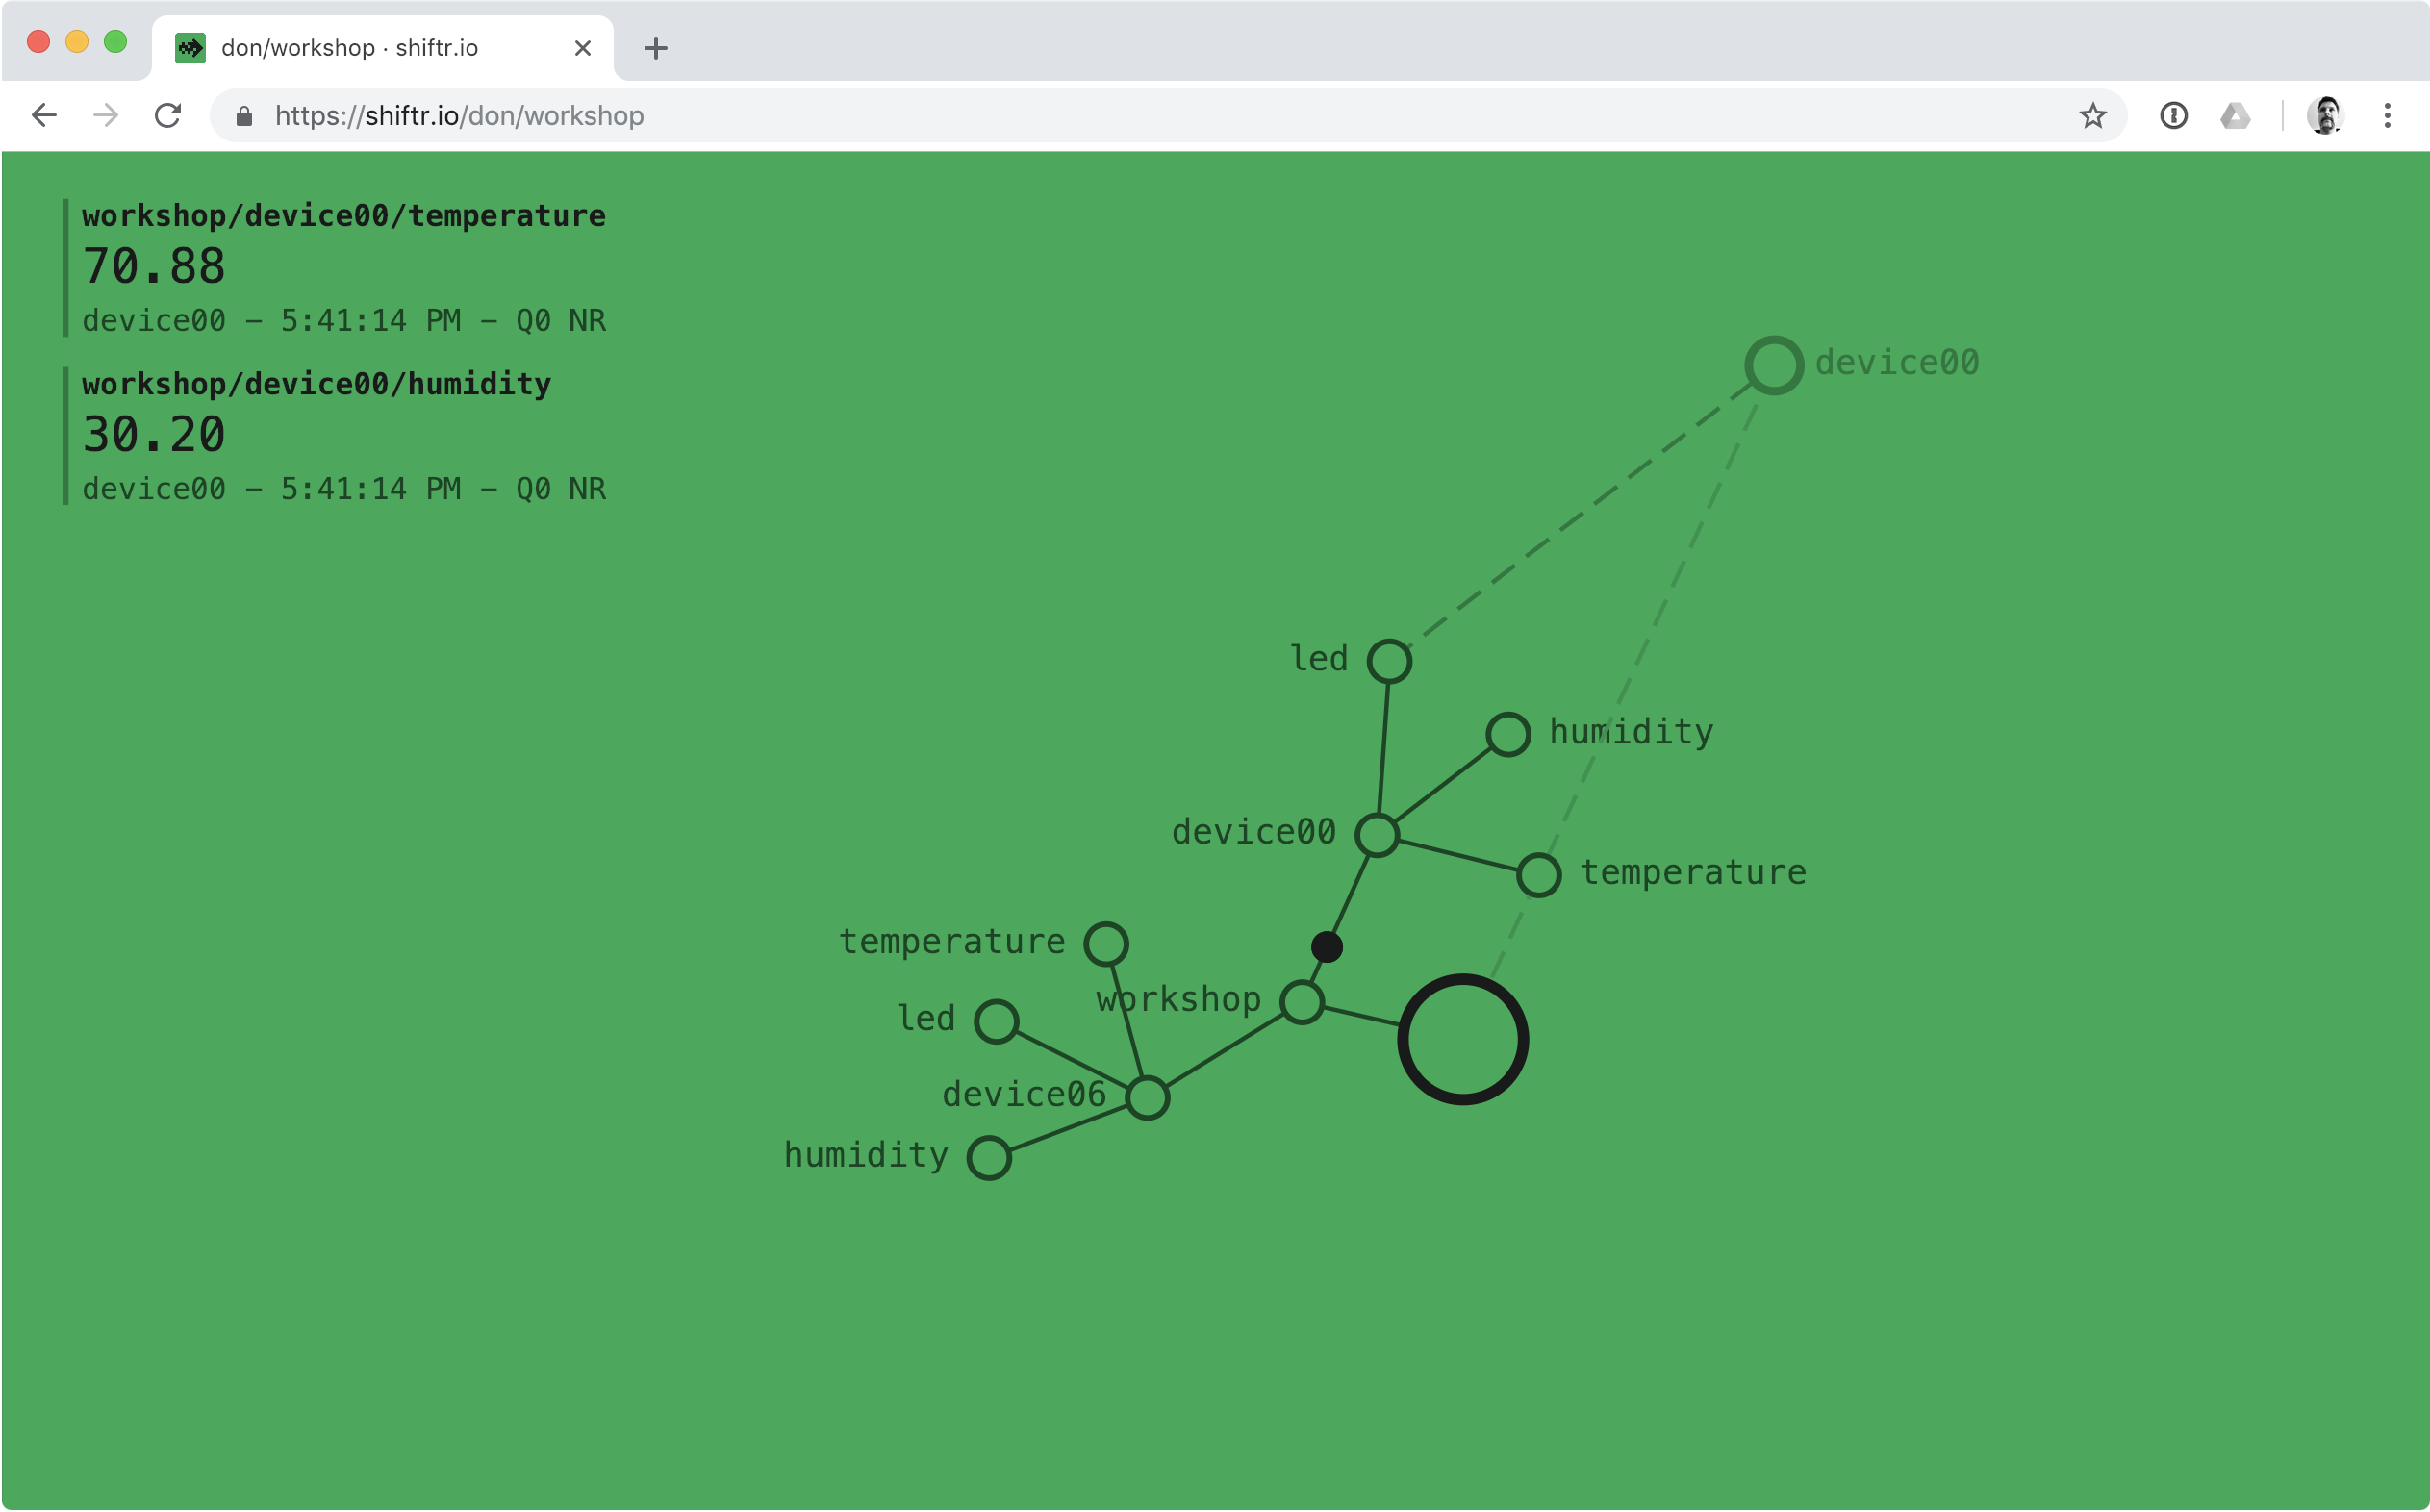 don/workshop · shiftr.io
https://shiftr.io/don/workshop
workshop/device00/temperature
70.88
device00 – 5:41:14 PM – Q0 NR
workshop/device00/humidity
30.20
device00 – 5:41:14 PM – Q0 NR
device00
led
humidity
device00
temperature
temperature
workshop
led
device06
humidity